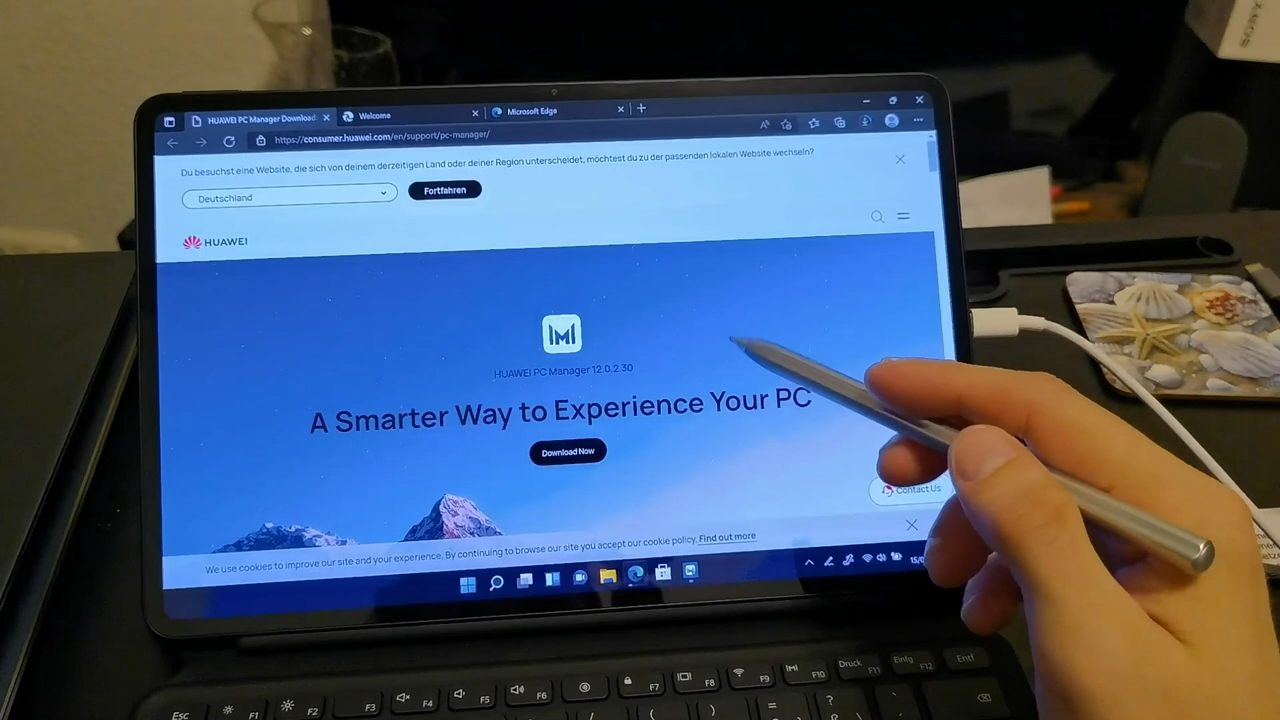 HUAWEI PC Manager Download
Welcome
Microsoft Edge
https://consumer.huawei.com/en/support/pc-manager/
Du besuchst eine Website, die sich von deinem derzeitigen Land oder deiner Region unterscheidet, möchtest du zu der passenden lokalen Website wechseln?
Deutschland
Fortfahren
HUAWEI
HUAWEI PC Manager 12.0.2.30
A Smarter Way to Experience Your PC
Download Now
Contact Us
We use cookies to improve our site and your experience. By continuing to browse our site you accept our cookie policy. Find out more
15/0
Esc
F1
F2
F3
F4
F5
F6
F7
F8
F9
F10
Druck
F11
Einfg
F12
Entf
/
(
)
=
?